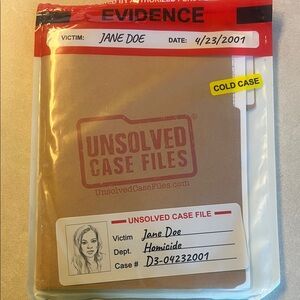 EVIDENCE
VICTIM: JANE DOE DATE: 4/23/2001
COLD CASE
UNSOLVED
CASE FILES
UnsolvedCaseFiles.com
UNSOLVED CASE FILE
Victim Jane Doe
Dept. Homicide
Case # D3-04232001